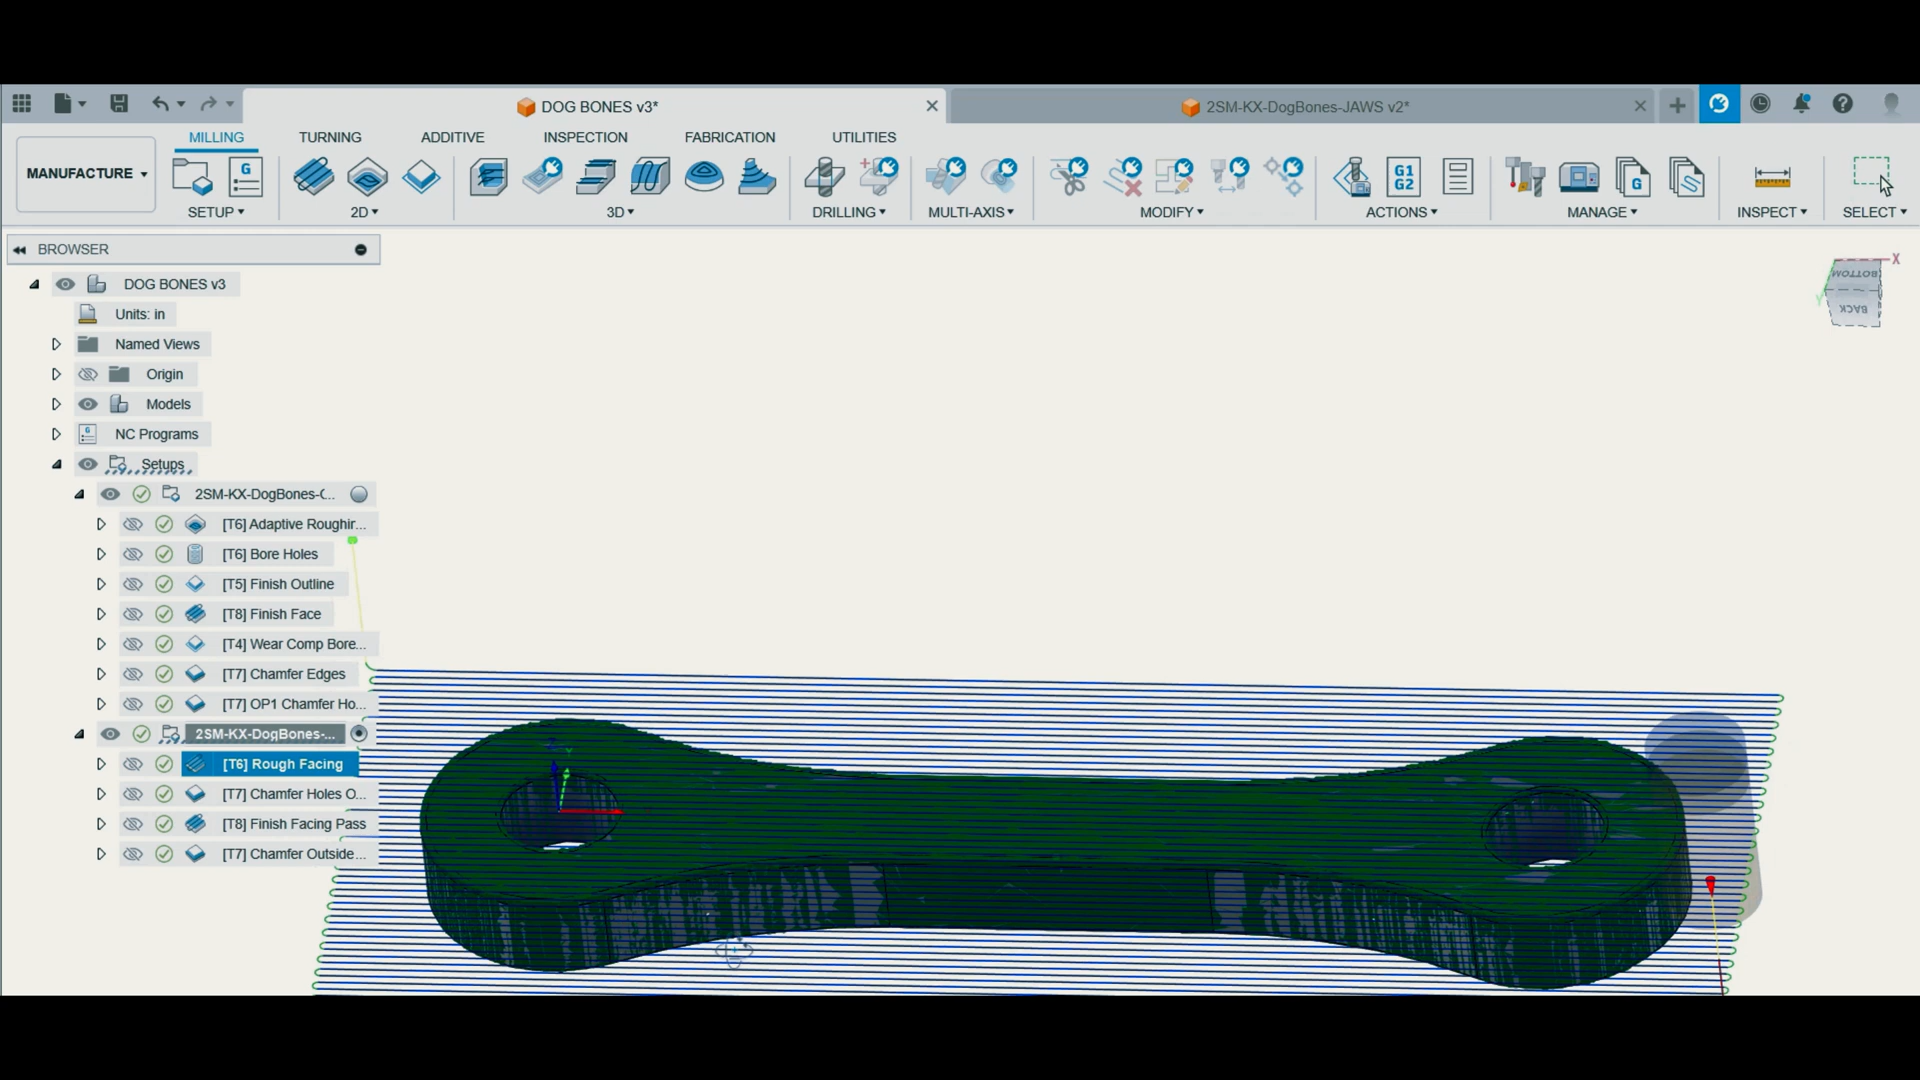 DOG BONES v3*
2SM-KX-DogBones-JAWS v2*
MILLING
TURNING
ADDITIVE
INSPECTION
FABRICATION
UTILITIES
MANUFACTURE
G
G1
G2
G
SETUP
2D
3D
DRILLING
MULTI-AXIS
MODIFY
ACTIONS
MANAGE
INSPECT
SELECT
BROWSER
DOG BONES v3
Units: in
Named Views
Origin
Models
NC Programs
Setups
2SM-KX-DogBones-(...
[T6] Adaptive Roughir...
[T6] Bore Holes
[T5] Finish Outline
[T8] Finish Face
[T4] Wear Comp Bore...
[T7] Chamfer Edges
[T7] OP1 Chamfer Ho...
2SM-KX-DogBones-...
[T6] Rough Facing
[T7] Chamfer Holes O...
[T8] Finish Facing Pass
[T7] Chamfer Outside...
X
BOTTOM
Y
BACK
Z
Y